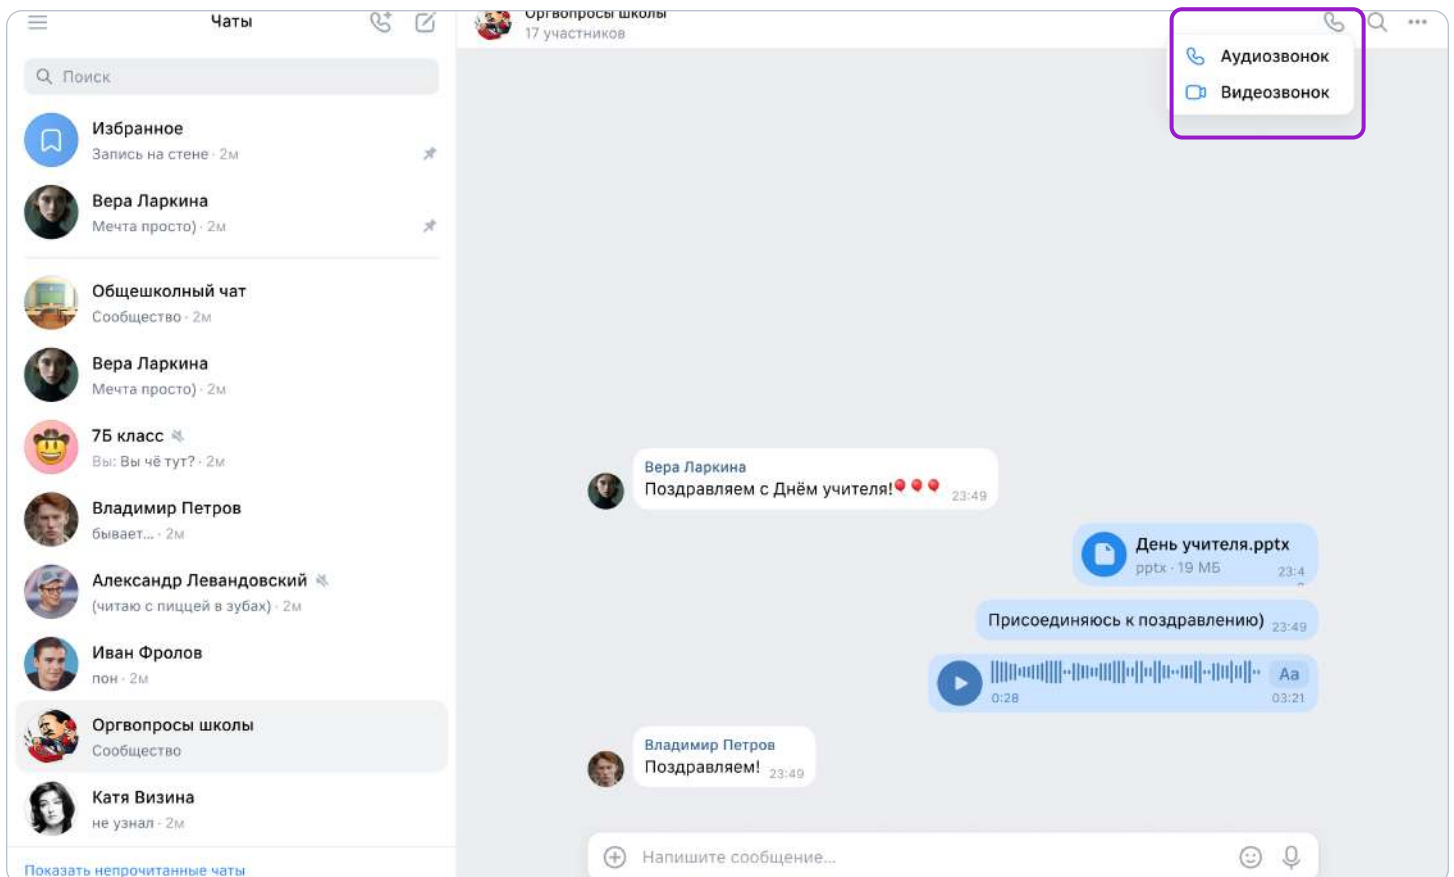 Чаты
Поиск
Избранное
Запись на стене · 2м
Вера Ларкина
Мечта просто) · 2м
Общешколный чат
Сообщество · 2м
Вера Ларкина
Мечта просто) · 2м
7Б класс
Вы: Вы чё тут? · 2м
Владимир Петров
бывает... · 2м
Александр Левандовский
(читаю с пиццей в зубах) · 2м
Иван Фролов
пон · 2м
Оргвопросы школы
Сообщество
Катя Визина
не узнал · 2м
Показать непрочитанные чаты
Оргвопросы школы
17 участников
Аудиозвонок
Видеозвонок
Вера Ларкина
Поздравляем с Днём учителя! 23:49
День учителя.pptx
pptx · 19 МБ 23:4
Присоединяюсь к поздравлению) 23:49
Aa
0:28 03:21
Владимир Петров
Поздравляем! 23:49
Напишите сообщение...